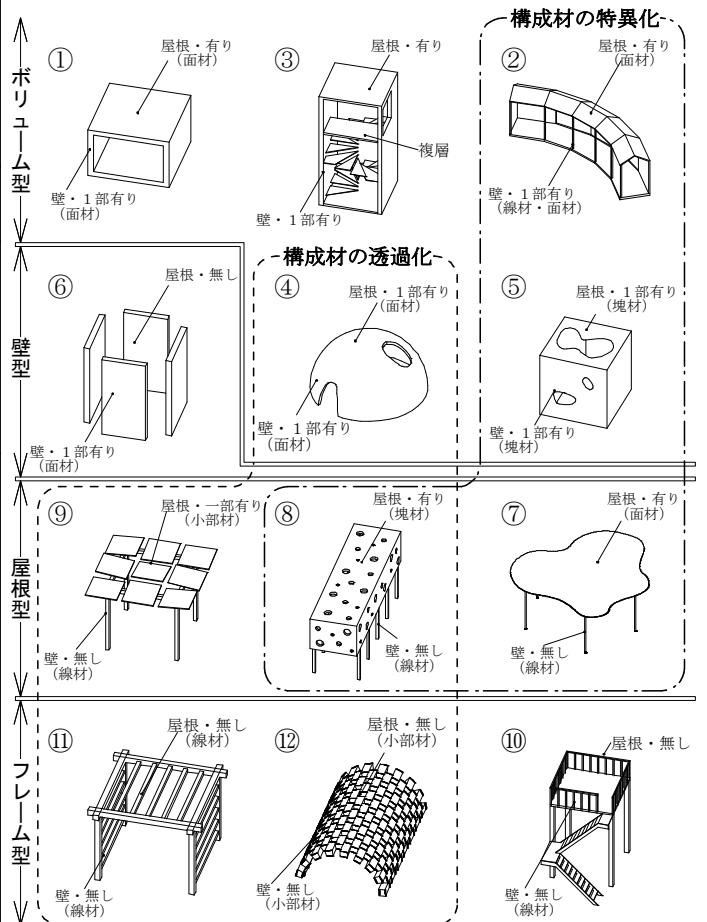 構成材の特異化
ボリューム型
①
屋根・有り
(面材)
壁・１部有り
(面材)
③
屋根・有り
複層
壁・１部有り
②
屋根・有り
(面材)
壁・１部有り
(線材・面材)
構成材の透過化
壁型
⑥
屋根・無し
壁・１部有り
(面材)
④
屋根・１部有り
(面材)
壁・１部有り
(面材)
⑤
屋根・１部有り
(塊材)
壁・１部有り
(塊材)
屋根型
⑨
屋根・一部有り
(小部材)
壁・無し
(線材)
⑧
屋根・有り
(塊材)
壁・無し
(線材)
⑦
屋根・有り
(面材)
壁・無し
(線材)
フレーム型
⑪
屋根・無し
(線材)
壁・無し
(線材)
⑫
屋根・無し
(小部材)
壁・無し
(小部材)
⑩
屋根・無し
壁・無し
(線材)